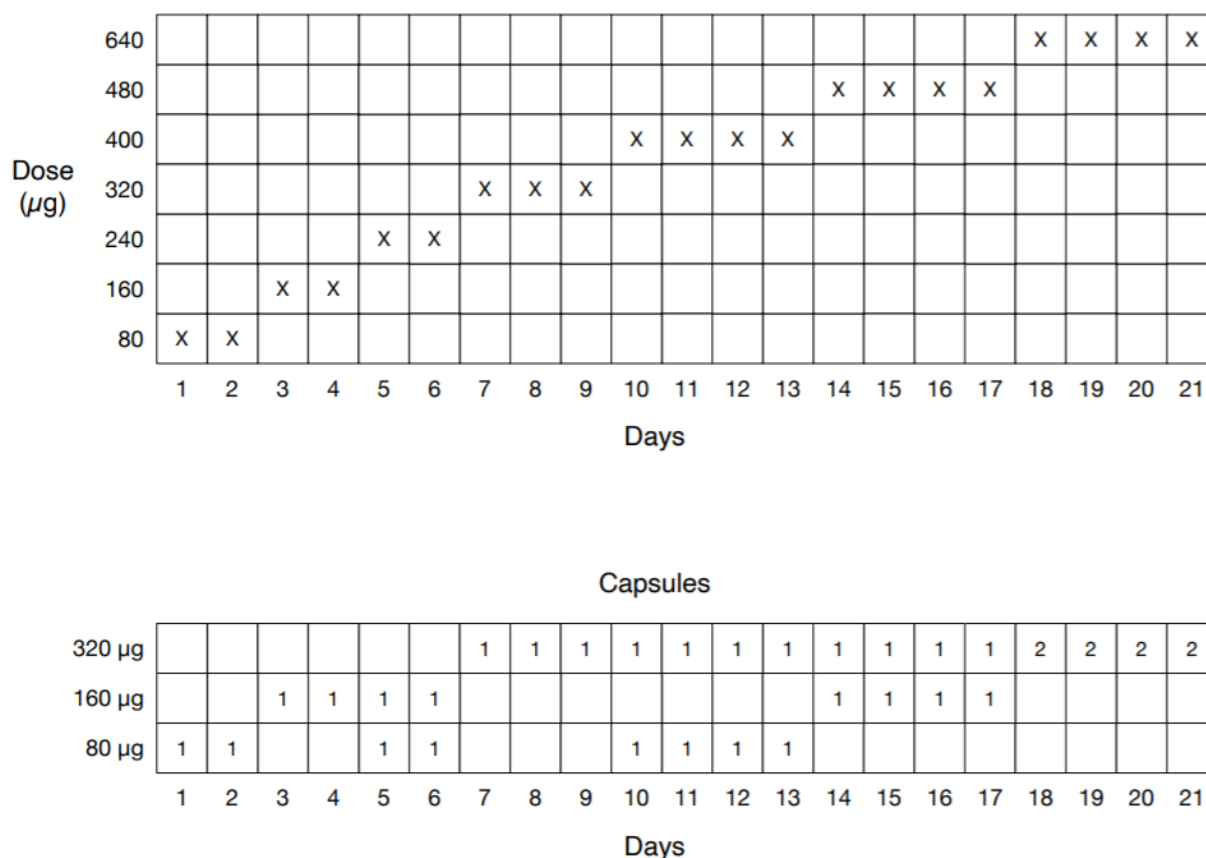 640 X X X X
480 X X X X
400 X X X X
Dose
(µg)
320 X X X
240 X X
160 X X
80 X X
1 2 3 4 5 6 7 8 9 10 11 12 13 14 15 16 17 18 19 20 21
Days
Capsules
320 µg 1 1 1 1 1 1 1 1 1 1 1 2 2 2 2
160 µg 1 1 1 1 1 1 1 1
80 µg 1 1 1 1 1 1 1 1
1 2 3 4 5 6 7 8 9 10 11 12 13 14 15 16 17 18 19 20 21
Days